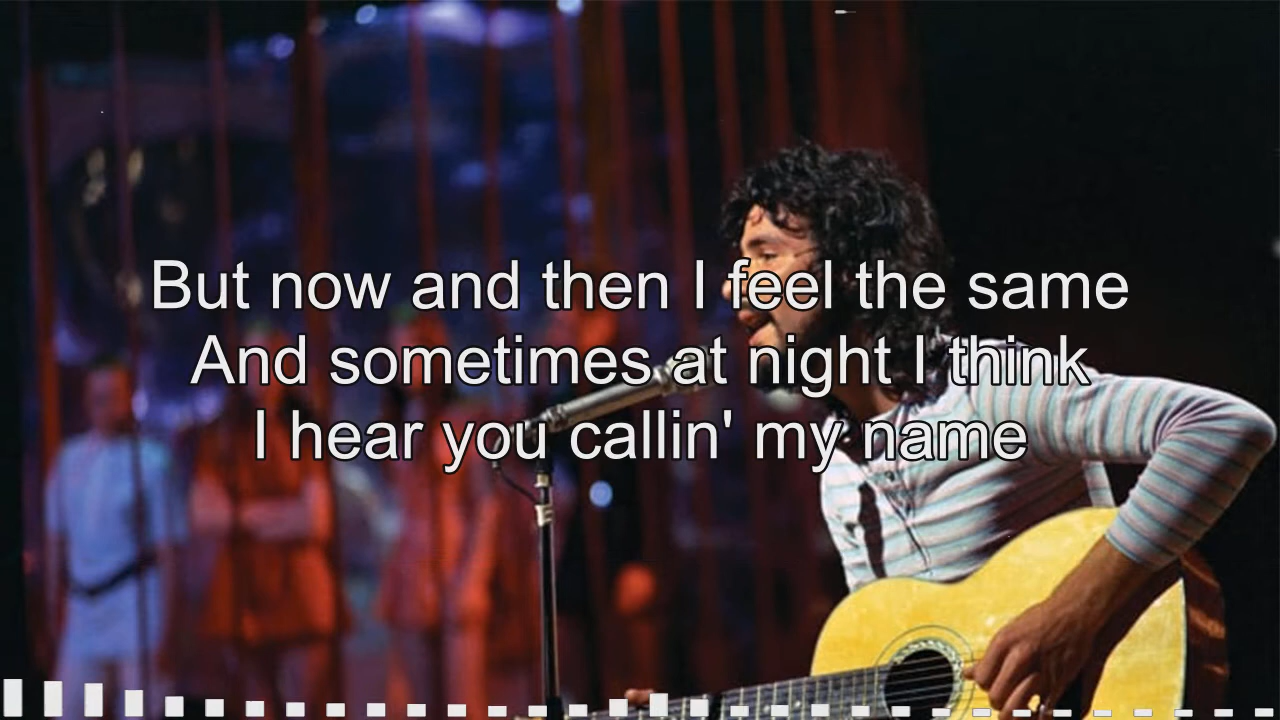 But now and then I feel the same
And sometimes at night I think
I hear you callin' my name